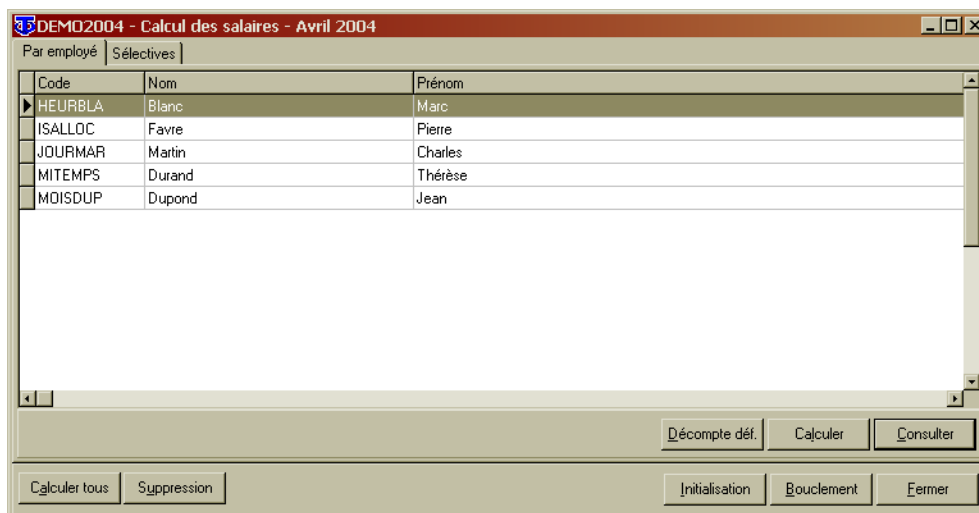 DEMO2004 - Calcul des salaires - Avril 2004
Par employé Sélectives
Code Nom Prénom
HEURBLA Blanc Marc
ISALLOC Favre Pierre
JOURMAR Martin Charles
MITEMPS Durand Thérèse
MOISDUP Dupond Jean
Décompte déf. Calculer Consulter
Calculer tous Suppression Initialisation Bouclement Fermer